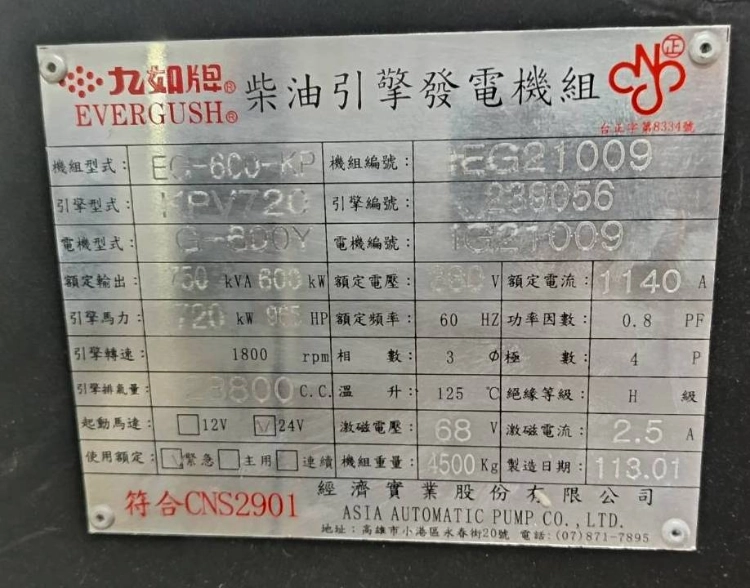 九如牌® 柴油引擎發電機組 正
EVERGUSH® 台正字第8334號
機組型式: EG-600-KP 機組編號: 1EG21009
引擎型式: KPV720 引擎編號: 239056
電機型式: G-600Y 電機編號: 1G21009
額定輸出: 750 kVA 600 kW 額定電壓: V 額定電流: 1140 A
引擎馬力: 720 kW HP 額定頻率: 60 HZ 功率因數: 0.8 PF
引擎轉速: 1800 rpm 相數: 3 Φ 極數: 4 P
引擎排氣量: C.C. 溫升: 125 ℃ 絕緣等級: H 級
起動馬達: 12V 24V 激磁電壓: 68 V 激磁電流: 2.5 A
使用額定: 緊急 主用 連續 機組重量: 4500 Kg 製造日期: 113.01
符合CNS2901 經濟實業股份有限公司
ASIA AUTOMATIC PUMP CO.,LTD.
地址:高雄市小港區永春街20號 電話:(07)871-7895